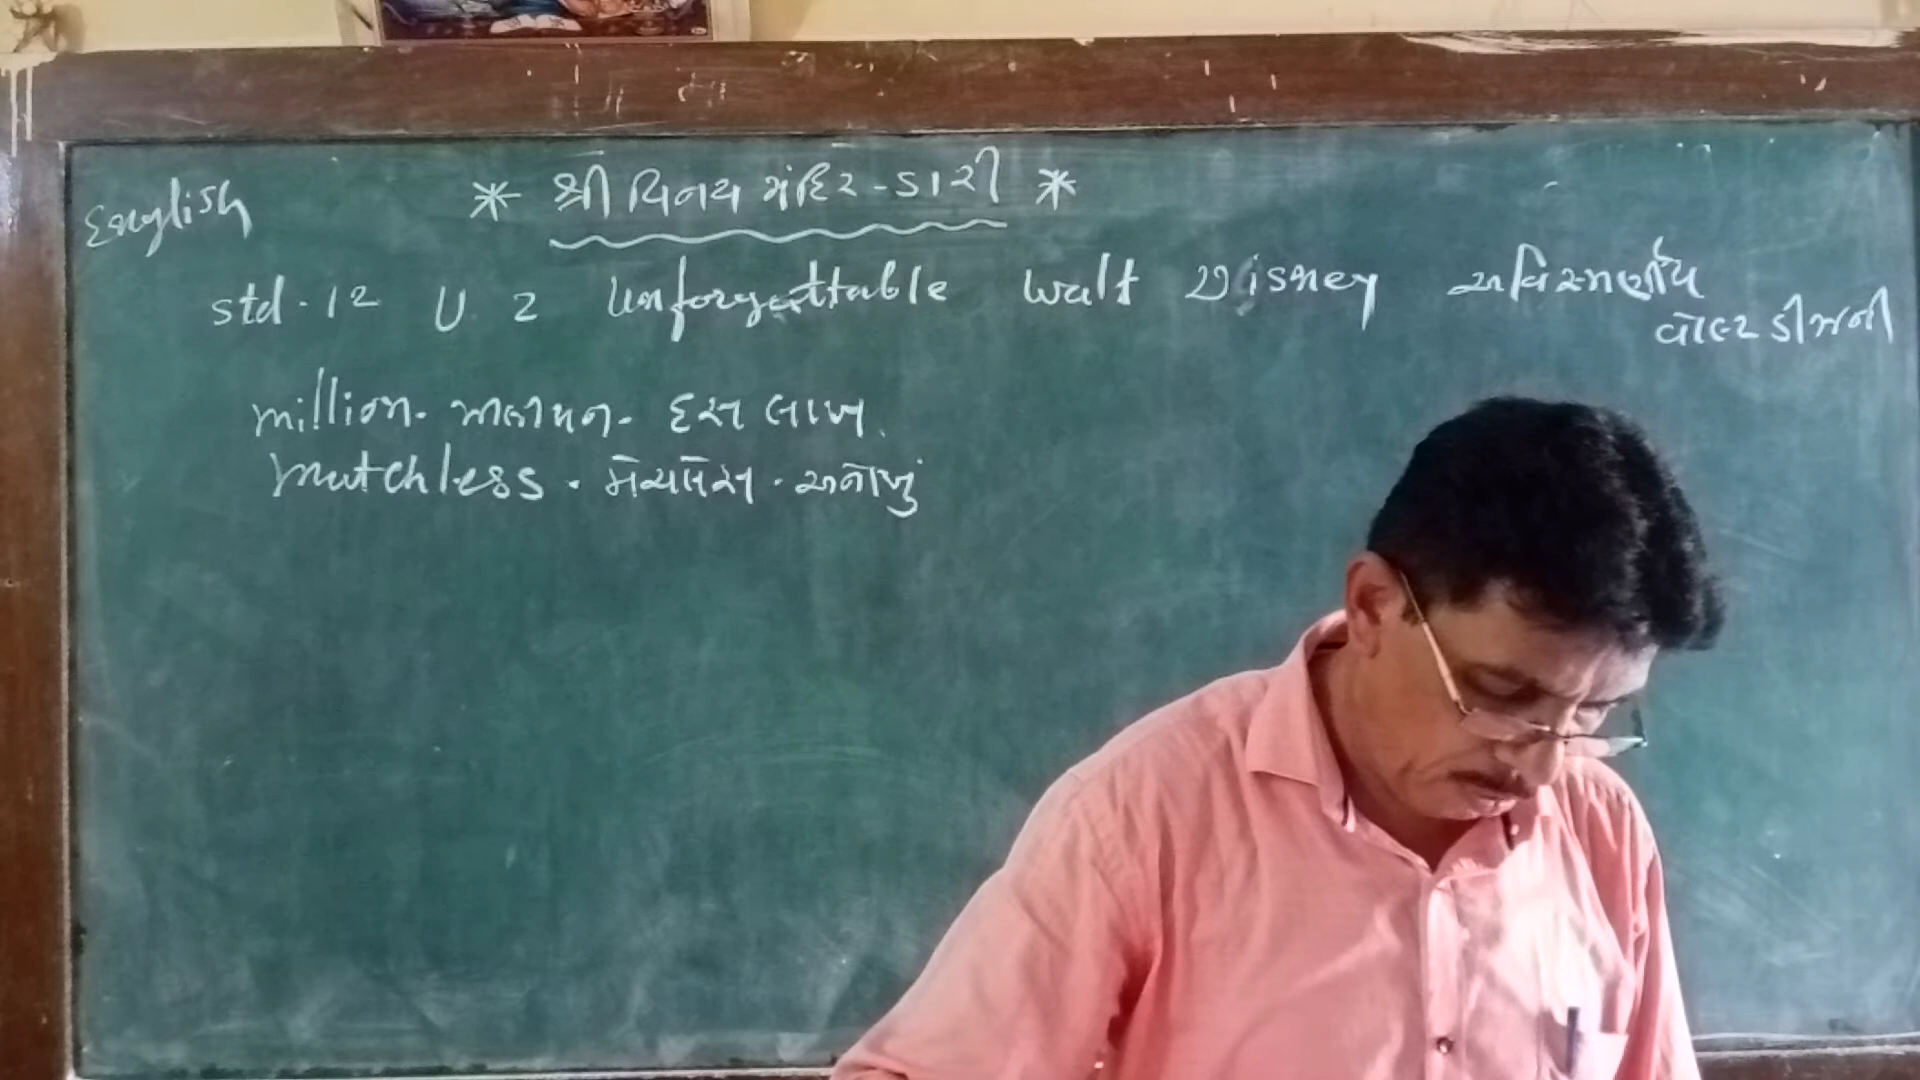 English
* શ્રી વિનય મંદિર - ડારી *
std. 12 U 2 Unforgettable Walt Disney અવિસ્મરણીય
વોલ્ટ ડીઝની
million. મિલીયન. દસ લાખ.
Matchless. મેચલેસ. અનોખું